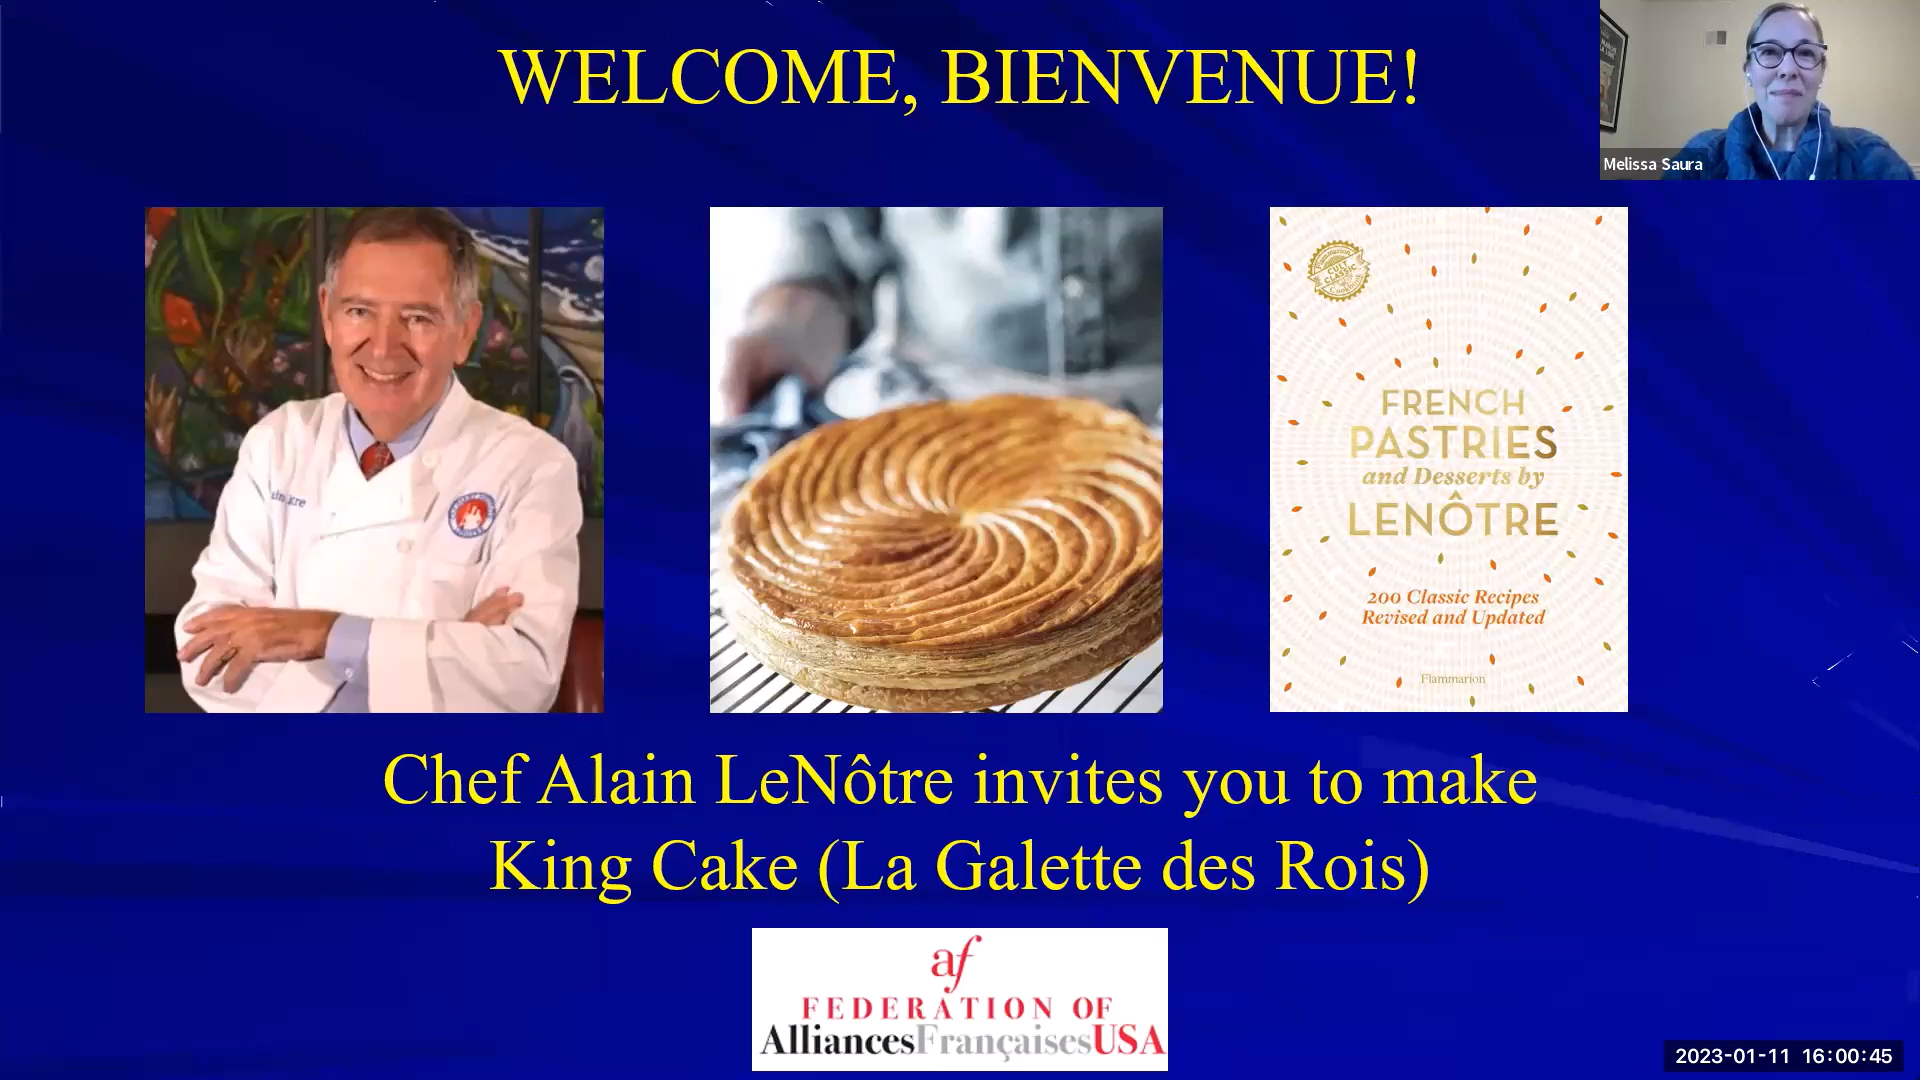 WELCOME, BIENVENUE!
Melissa Saura
CULT
CLASSIC
FRENCH
PASTRIES
and Desserts by
LENÔTRE
200 Classic Recipes
Revised and Updated
Flammarion
Chef Alain LeNôtre invites you to make
King Cake (La Galette des Rois)
af
FEDERATION OF
AlliancesFrançaisesUSA
2023-01-11 16:00:45